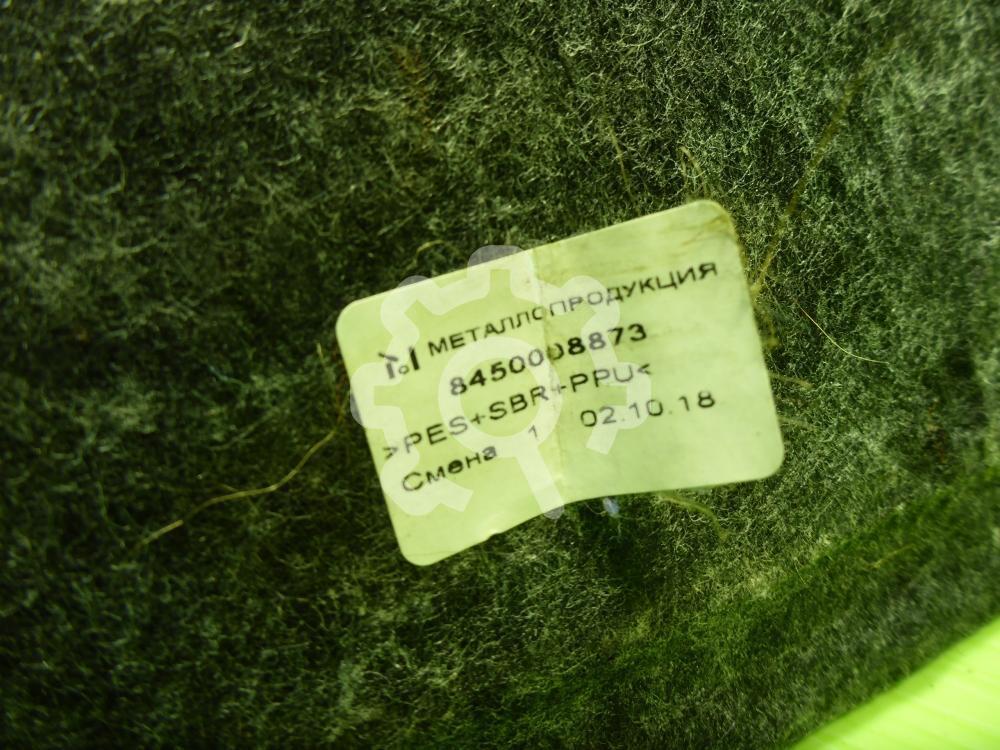 МЕТАЛЛОПРОДУКЦИЯ
8450008873
>PES+SBR+PPU<
Смена 1 02.10.18